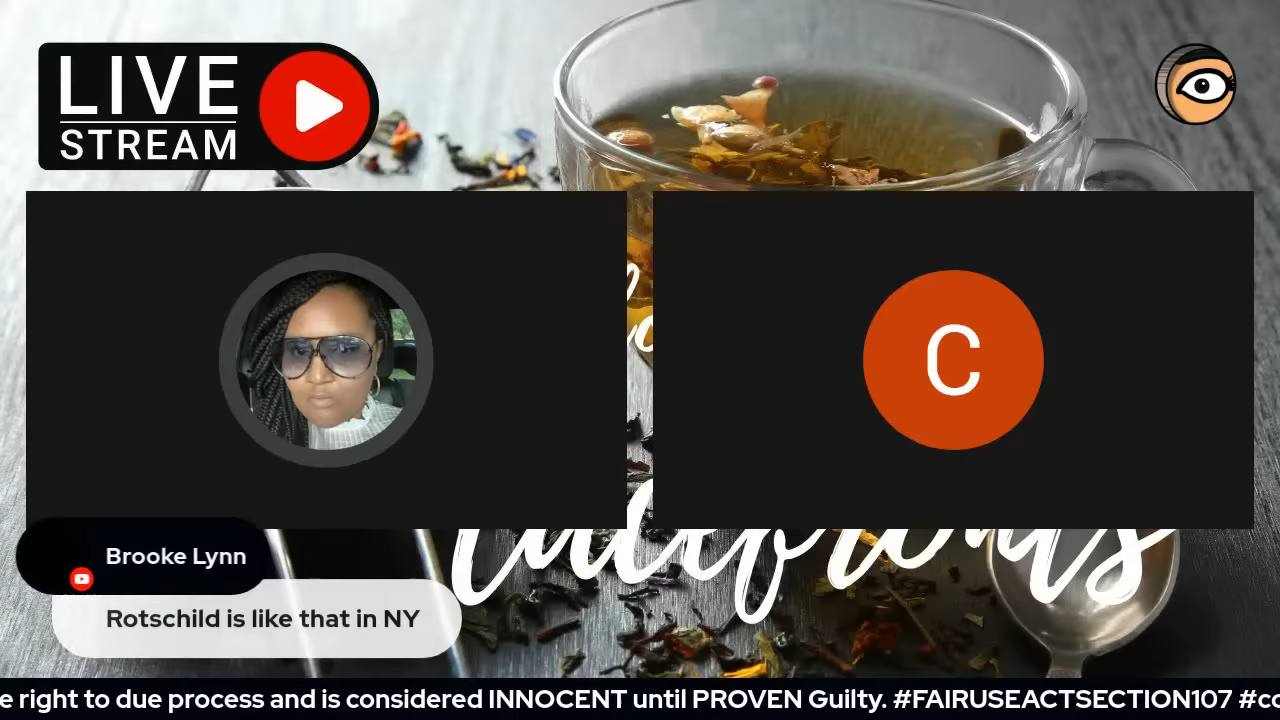 LIVE
STREAM
C
Brooke Lynn
Rotschild is like that in NY
e right to due process and is considered INNOCENT until PROVEN Guilty. #FAIRUSEACTSECTION107 #co